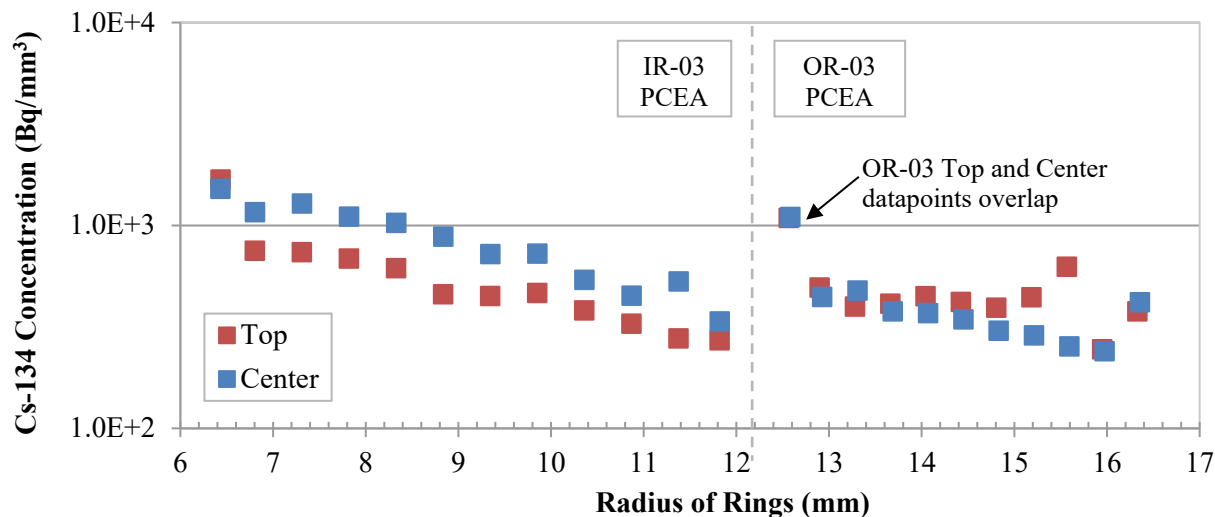 1.0E+4
1.0E+3
1.0E+2
Cs-134 Concentration (Bq/mm³)
IR-03
PCEA
OR-03
PCEA
OR-03 Top and Center
datapoints overlap
Top
Center
6 7 8 9 10 11 12 13 14 15 16 17
Radius of Rings (mm)